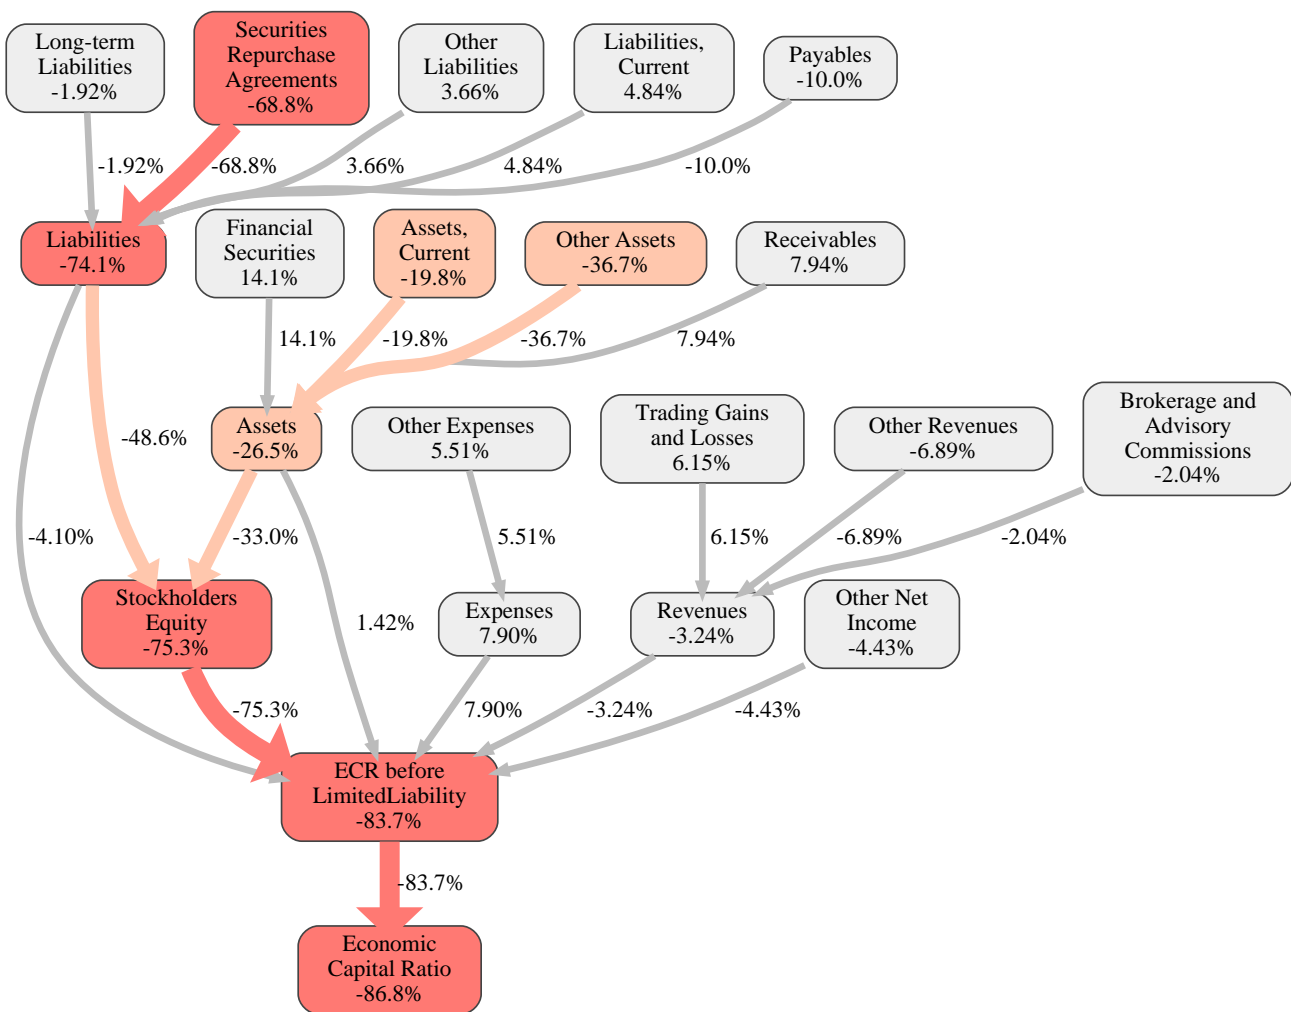 Long-term
Liabilities
-1.92%
Securities
Repurchase
Agreements
-68.8%
Other
Liabilities
3.66%
Liabilities,
Current
4.84%
Payables
-10.0%
-1.92%
-68.8%
3.66%
4.84%
-10.0%
Liabilities
-74.1%
Financial
Securities
14.1%
Assets,
Current
-19.8%
Other Assets
-36.7%
Receivables
7.94%
14.1%
-19.8%
-36.7%
7.94%
-48.6%
Assets
-26.5%
Other Expenses
5.51%
Trading Gains
and Losses
6.15%
Other Revenues
-6.89%
Brokerage and
Advisory
Commissions
-2.04%
-4.10%
-33.0%
5.51%
6.15%
-6.89%
-2.04%
Stockholders
Equity
-75.3%
1.42%
Expenses
7.90%
Revenues
-3.24%
Other Net
Income
-4.43%
-75.3%
7.90%
-3.24%
-4.43%
ECR before
LimitedLiability
-83.7%
-83.7%
Economic
Capital Ratio
-86.8%